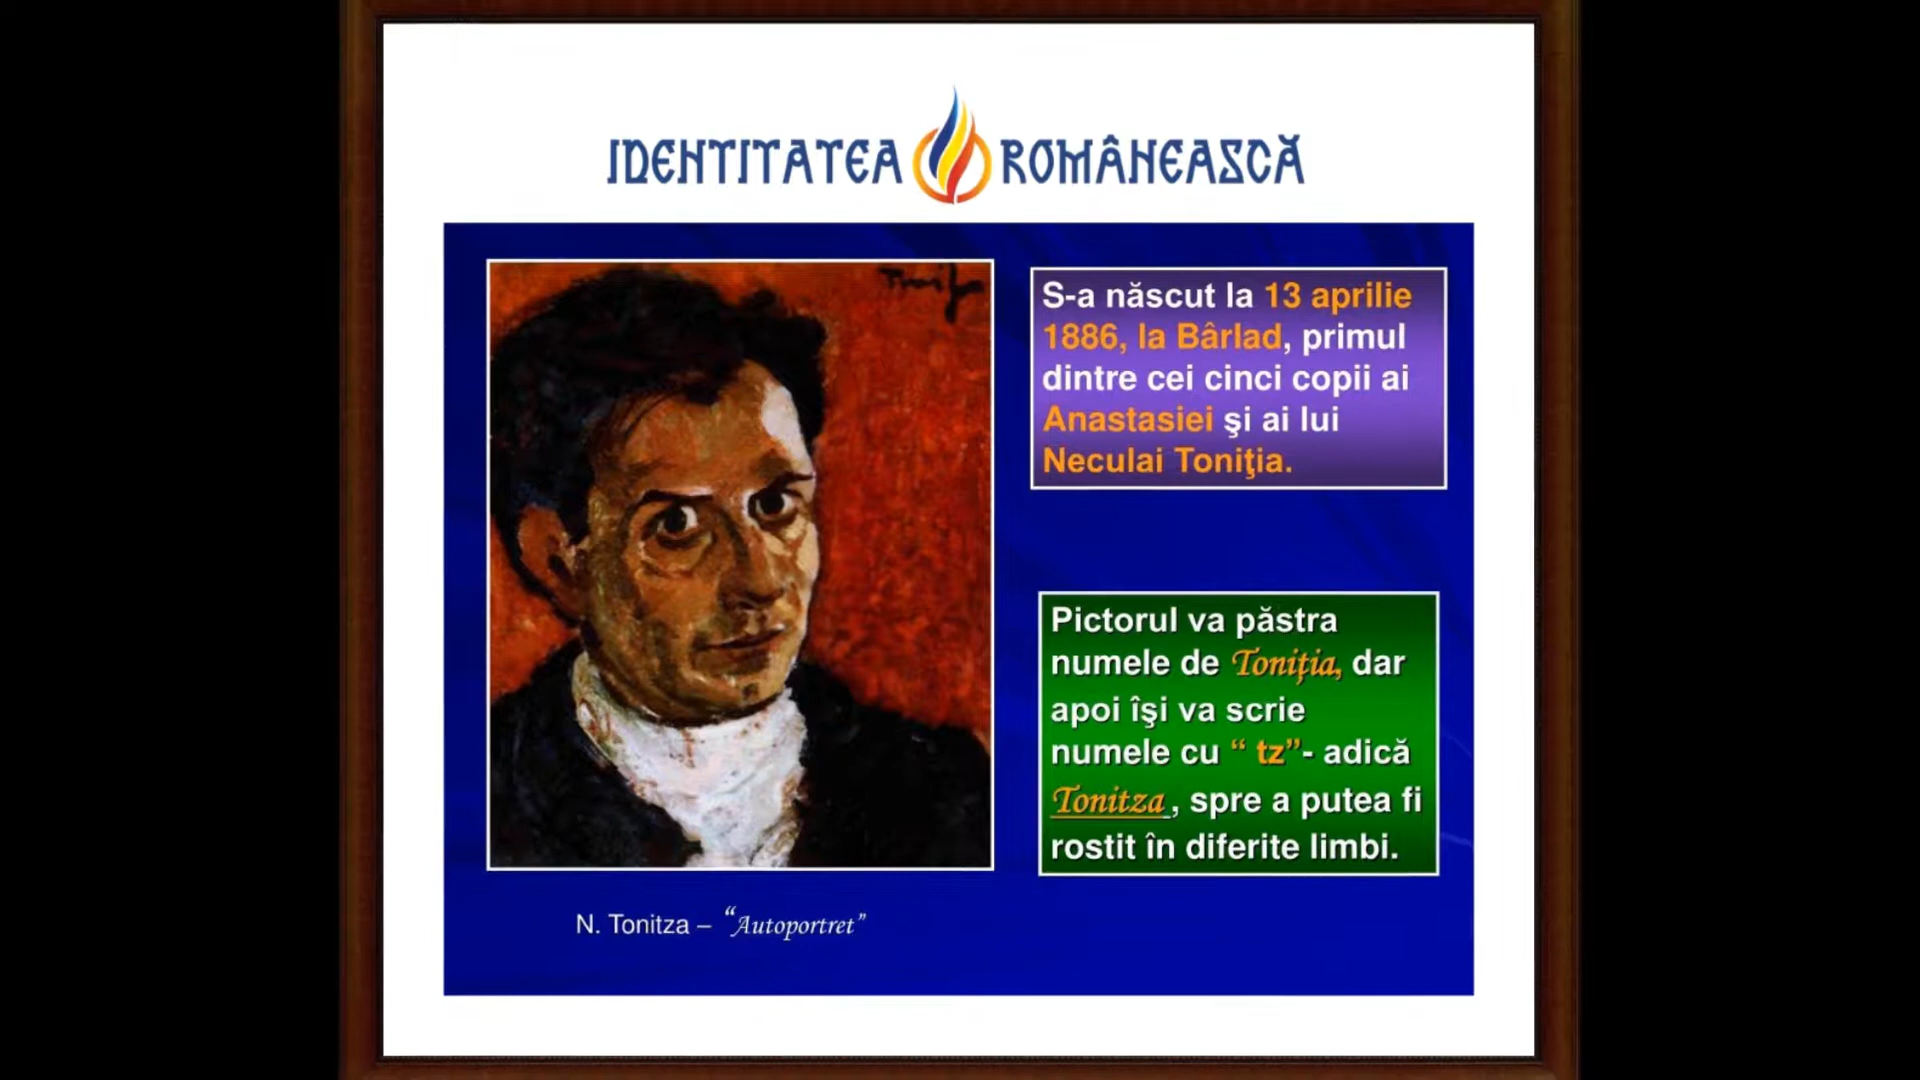 IDENTITATEA ROMÂNEASCĂ
S-a născut la 13 aprilie
1886, la Bârlad, primul
dintre cei cinci copii ai
Anastasiei şi ai lui
Neculai Toniţia.
Pictorul va păstra
numele de Toniţia, dar
apoi îşi va scrie
numele cu “ tz”- adică
Tonitza , spre a putea fi
rostit în diferite limbi.
N. Tonitza – “Autoportret”